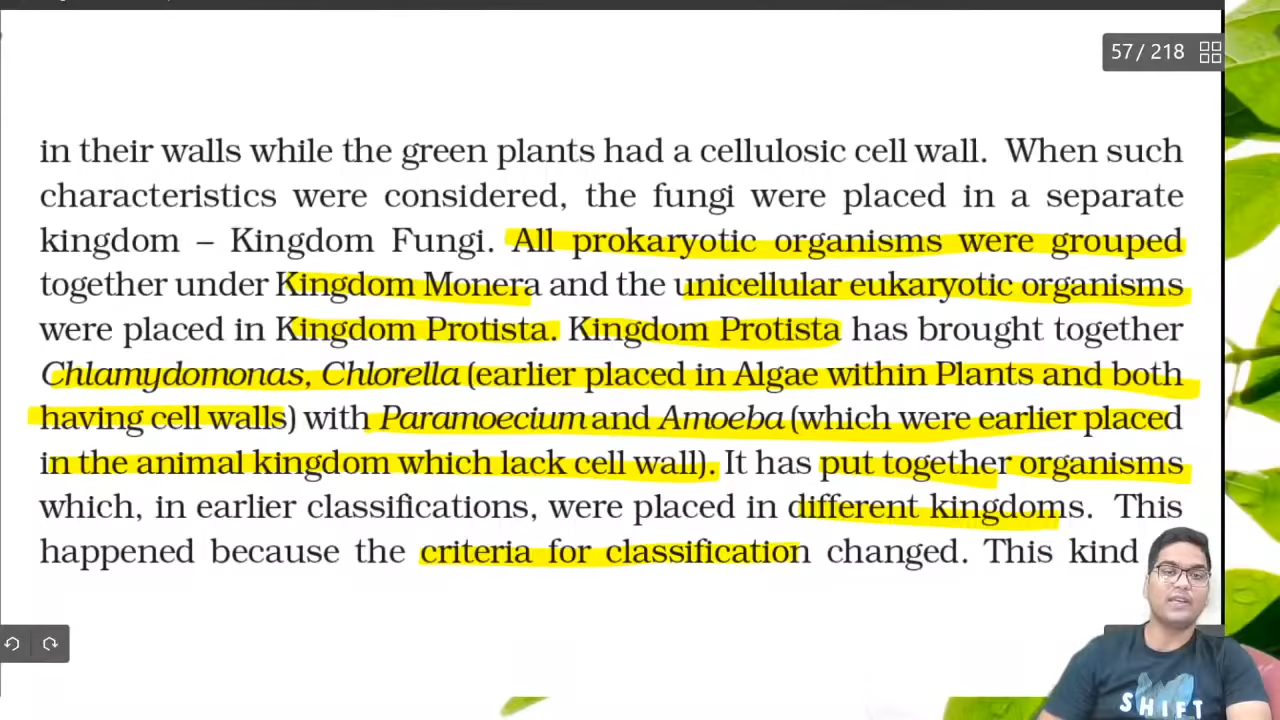 57 / 218
in their walls while the green plants had a cellulosic cell wall. When such
characteristics were considered, the fungi were placed in a separate
kingdom – Kingdom Fungi. All prokaryotic organisms were grouped
together under Kingdom Monera and the unicellular eukaryotic organisms
were placed in Kingdom Protista. Kingdom Protista has brought together
Chlamydomonas, Chlorella (earlier placed in Algae within Plants and both
having cell walls) with Paramoecium and Amoeba (which were earlier placed
in the animal kingdom which lack cell wall). It has put together organisms
which, in earlier classifications, were placed in different kingdoms. This
happened because the criteria for classification changed. This kind
SHIFT